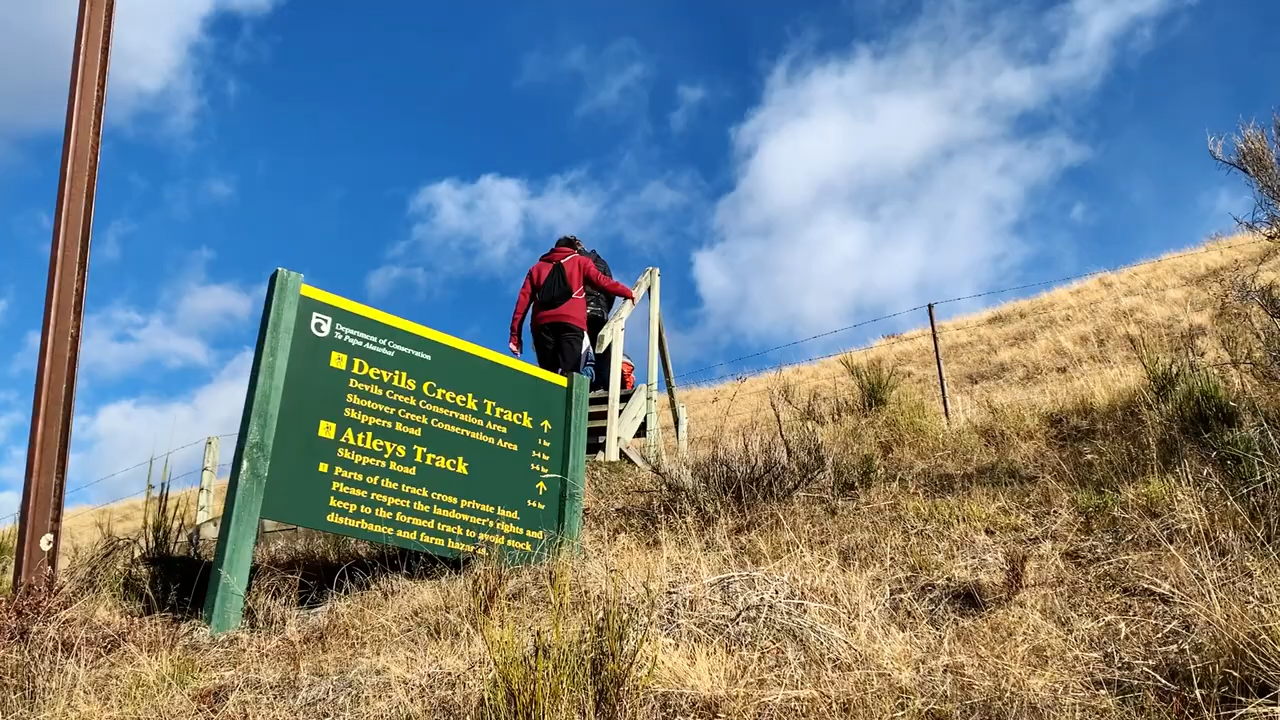 Department of Conservation
Te Papa Atawhai
Devils Creek Track
Devils Creek Conservation Area 1 hr
Shotover Creek Conservation Area 3-4 hr
Skippers Road 5-6 hr
Atleys Track
Skippers Road 5-6 hr
Parts of the track cross private land.
Please respect the landowner's rights and
keep to the formed track to avoid stock
disturbance and farm hazards.